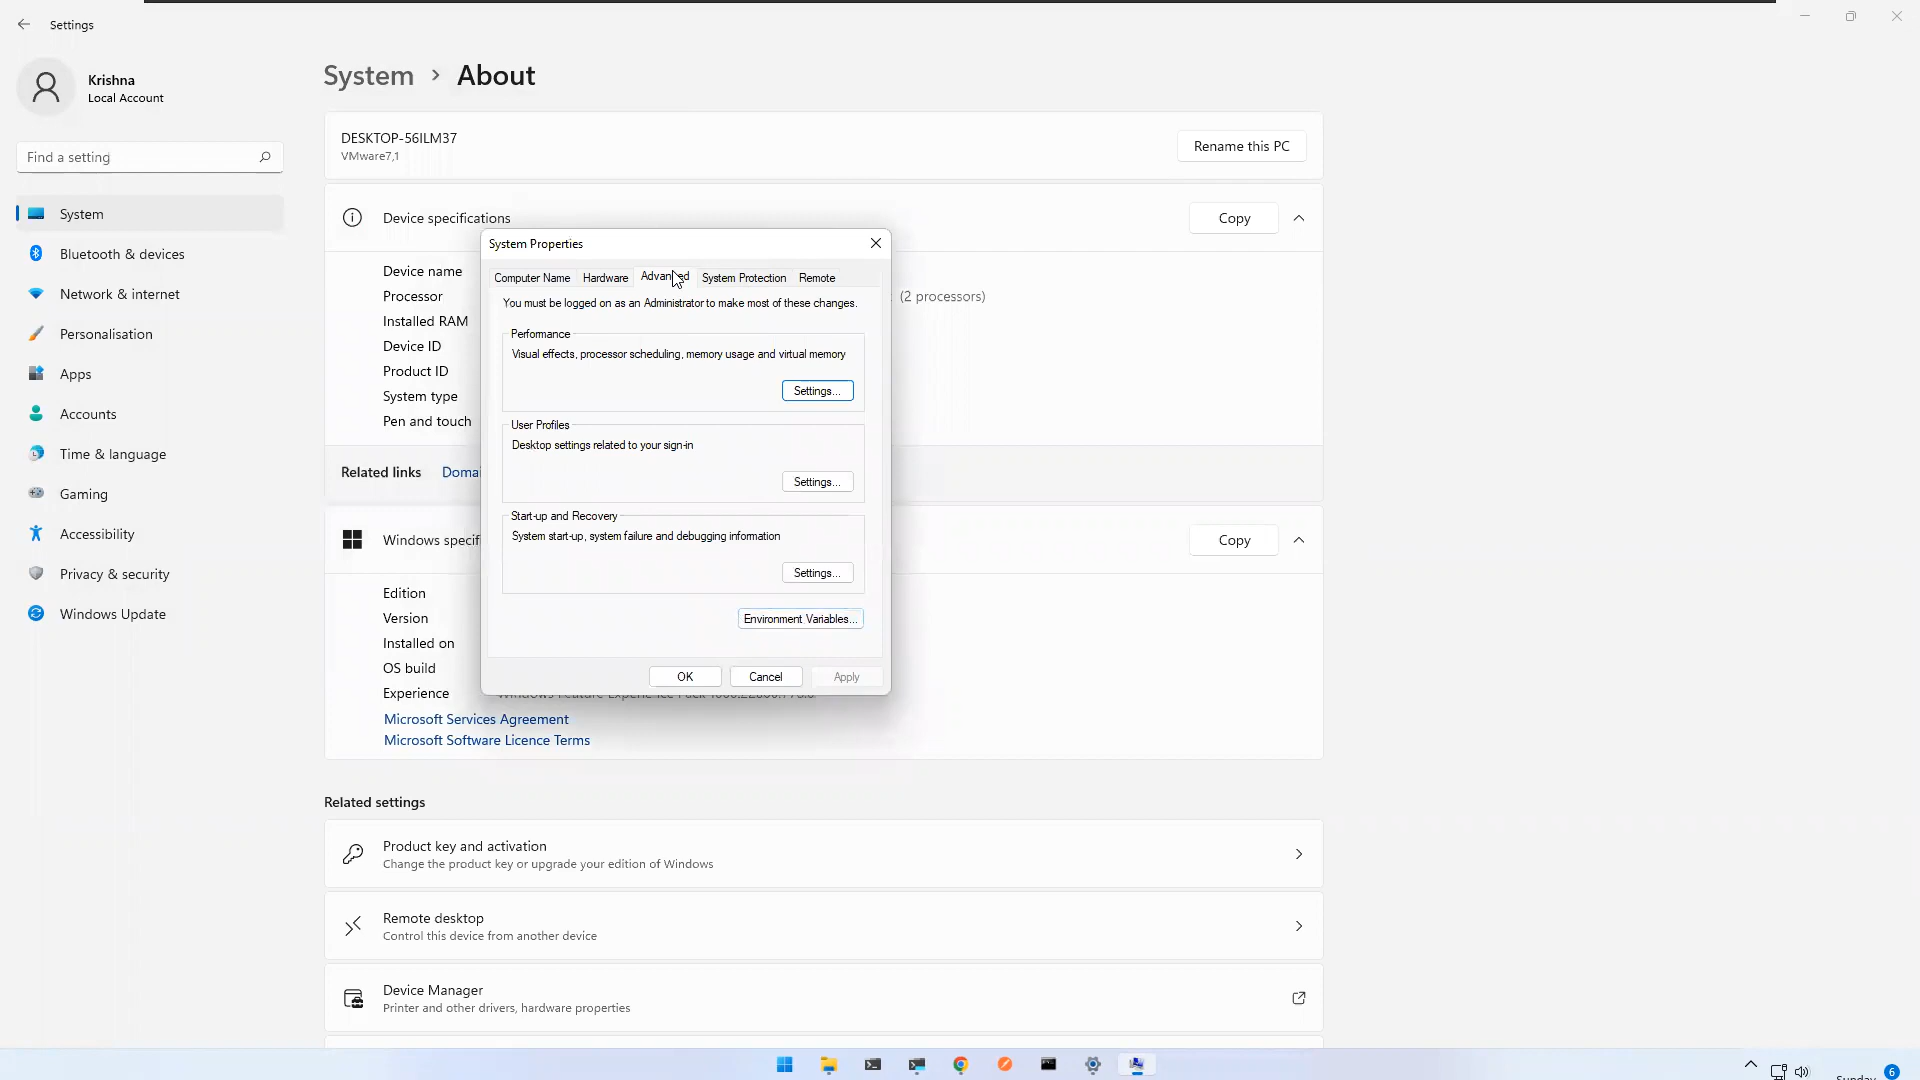 Settings
Krishna
Local Account
Find a setting
System
Bluetooth & devices
Network & internet
Personalisation
Apps
Accounts
Time & language
Gaming
Accessibility
Privacy & security
Windows Update
System > About
DESKTOP-56ILM37
VMware7,1
Rename this PC
Device specifications
Copy
Device name
Processor
(2 processors)
Installed RAM
Device ID
Product ID
System type
Pen and touch
Related links Domai
Windows specif
Copy
Edition
Version
Installed on
OS build
Experience
Microsoft Services Agreement
Microsoft Software Licence Terms
System Properties
Computer Name Hardware Advanced System Protection Remote
You must be logged on as an Administrator to make most of these changes.
Performance
Visual effects, processor scheduling, memory usage and virtual memory
Settings...
User Profiles
Desktop settings related to your sign-in
Settings...
Start-up and Recovery
System start-up, system failure and debugging information
Settings...
Environment Variables...
OK Cancel Apply
Related settings
Product key and activation
Change the product key or upgrade your edition of Windows
Remote desktop
Control this device from another device
Device Manager
Printer and other drivers, hardware properties
Sunday
6